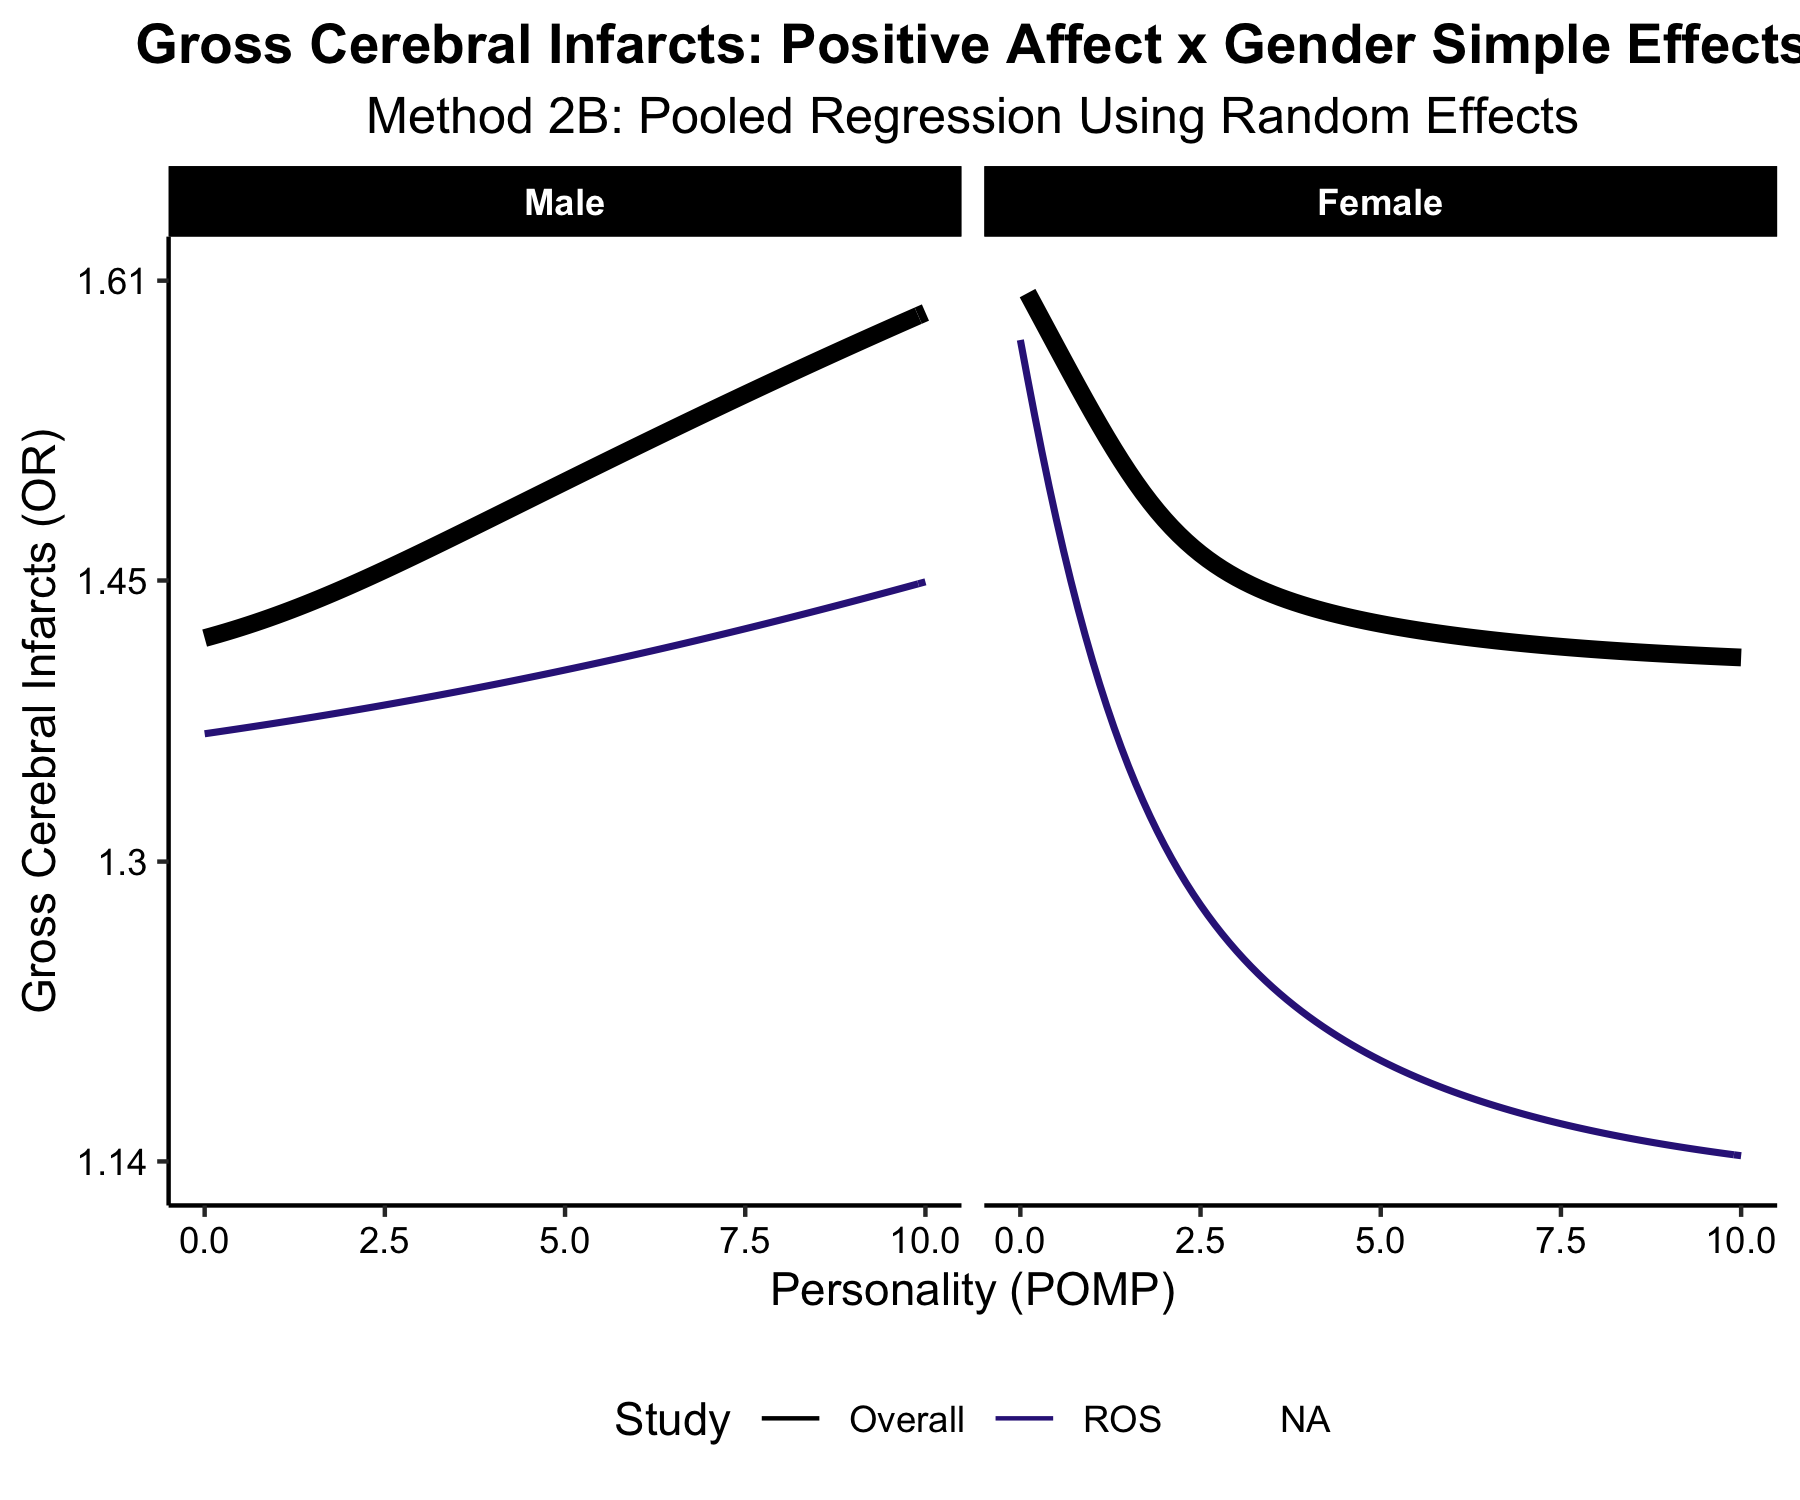 Gross Cerebral Infarcts: Positive Affect x Gender Simple Effects
Method 2B: Pooled Regression Using Random Effects
Male
Female
Gross Cerebral Infarcts (OR)
1.61
1.45
1.3
1.14
0.0 2.5 5.0 7.5 10.0
0.0 2.5 5.0 7.5 10.0
Personality (POMP)
Study Overall ROS NA